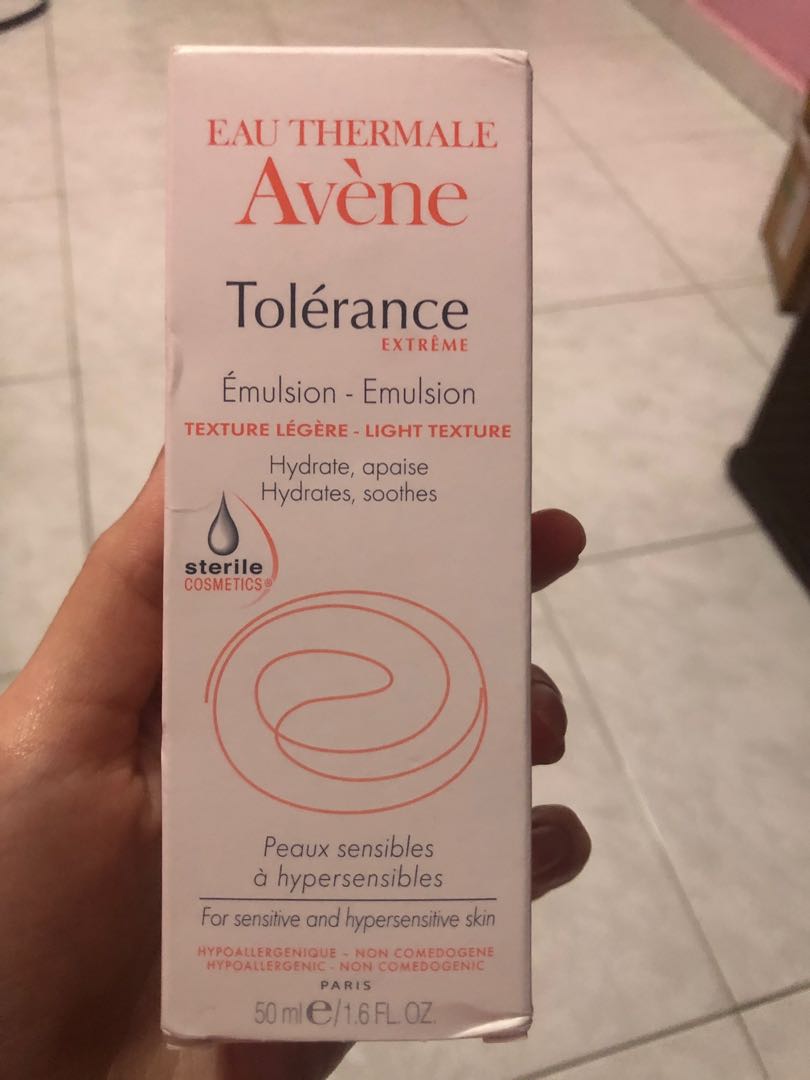 EAU THERMALE
Avène
Tolérance
EXTRÊME
Émulsion - Emulsion
TEXTURE LÉGÈRE - LIGHT TEXTURE
Hydrate, apaise
Hydrates, soothes
sterile
COSMETICS®
Peaux sensibles
à hypersensibles
For sensitive and hypersensitive skin
HYPOALLERGENIQUE - NON COMEDOGENE
HYPOALLERGENIC - NON COMEDOGENIC
PARIS
50 ml ℮/1.6 FL. OZ.